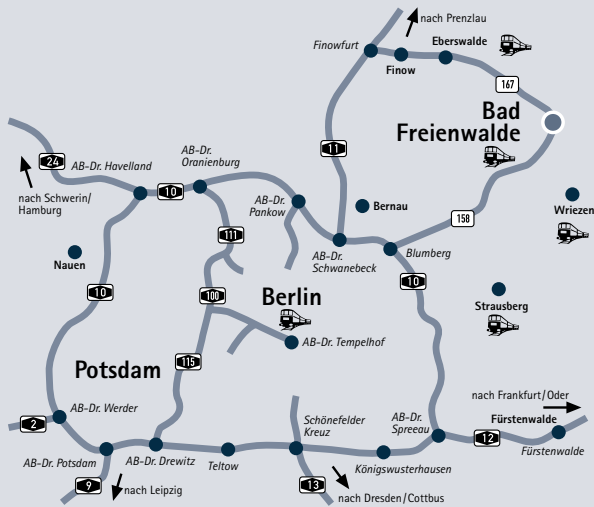 nach Prenzlau
Finowfurt
Eberswalde
Finow
167
Bad
Freienwalde
11
24
AB-Dr. Havelland
AB-Dr.
Oranienburg
10
nach Schwerin/
Hamburg
AB-Dr.
Pankow
Bernau
158
Wriezen
111
AB-Dr.
Schwanebeck
Blumberg
Nauen
10
100
10
Berlin
Strausberg
AB-Dr. Tempelhof
115
Potsdam
nach Frankfurt/Oder
AB-Dr. Werder
2
Schönefelder
Kreuz
AB-Dr.
Spreeau
Fürstenwalde
12
Fürstenwalde
AB-Dr. Potsdam
AB-Dr. Drewitz
Teltow
Königswusterhausen
9
nach Leipzig
13
nach Dresden/Cottbus